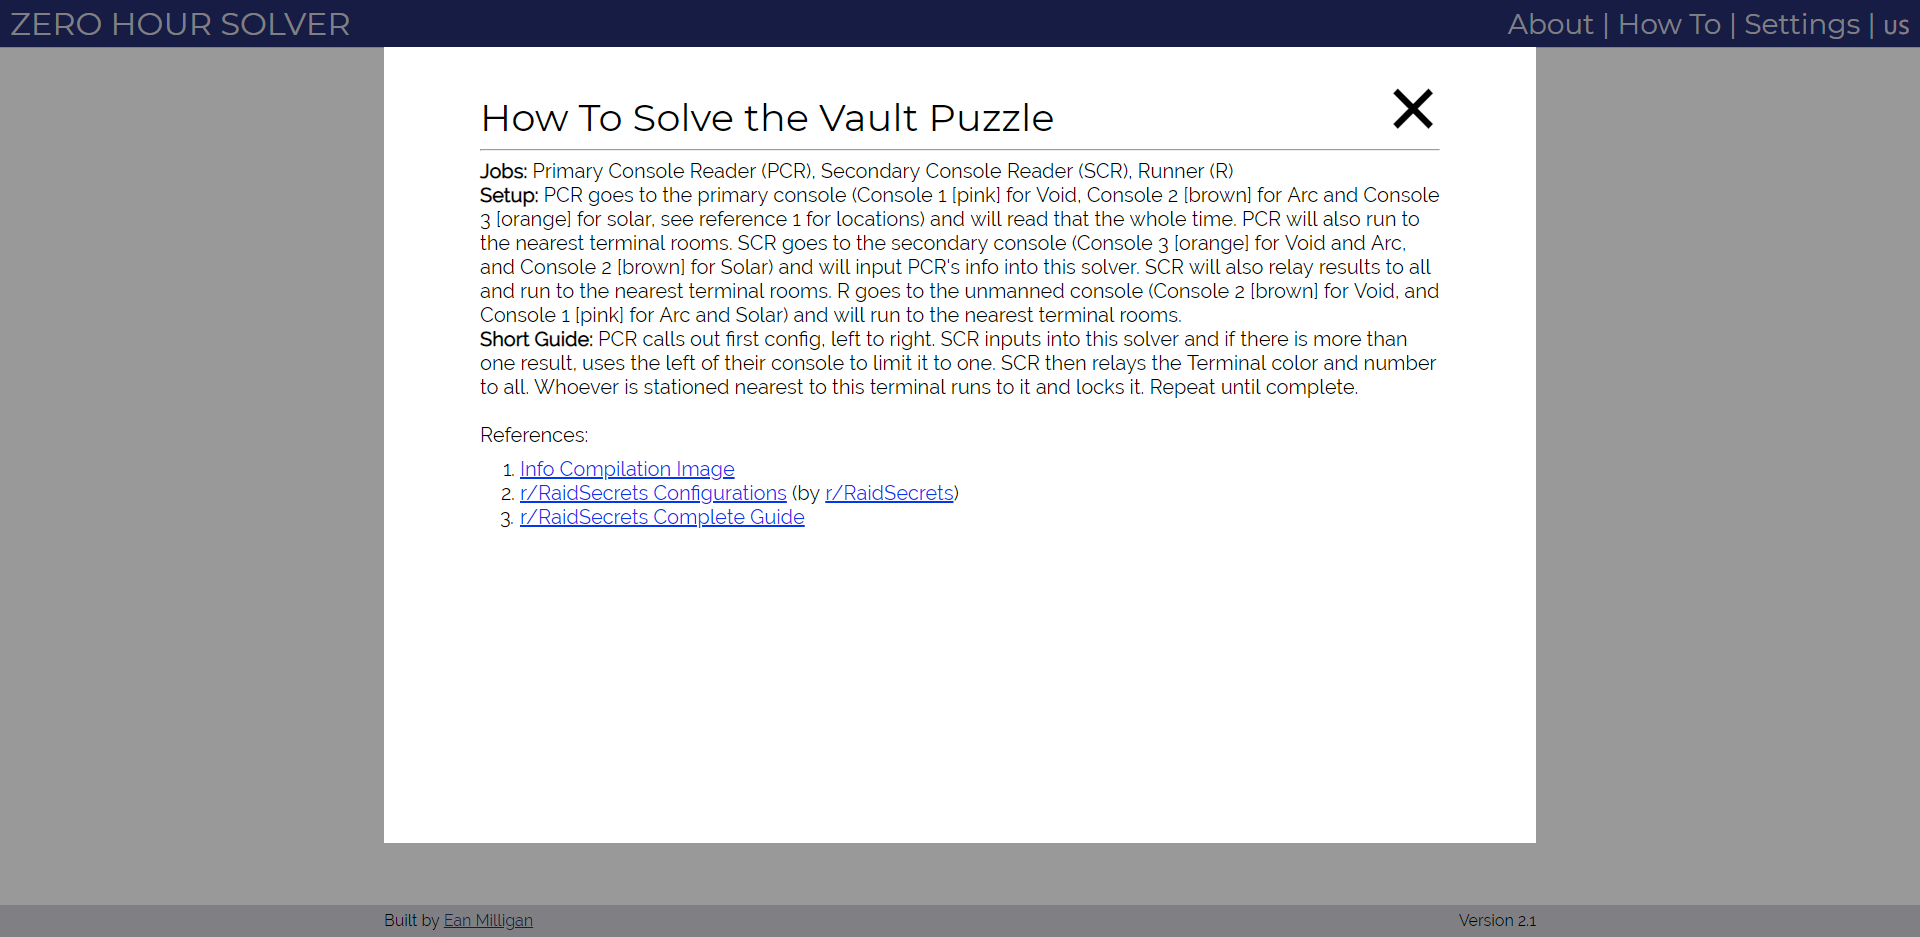 ZERO HOUR SOLVER
About | How To | Settings | US
How To Solve the Vault Puzzle
Jobs: Primary Console Reader (PCR), Secondary Console Reader (SCR), Runner (R)
Setup: PCR goes to the primary console (Console 1 [pink] for Void, Console 2 [brown] for Arc and Console
3 [orange] for solar, see reference 1 for locations) and will read that the whole time. PCR will also run to
the nearest terminal rooms. SCR goes to the secondary console (Console 3 [orange] for Void and Arc,
and Console 2 [brown] for Solar) and will input PCR's info into this solver. SCR will also relay results to all
and run to the nearest terminal rooms. R goes to the unmanned console (Console 2 [brown] for Void, and
Console 1 [pink] for Arc and Solar) and will run to the nearest terminal rooms.
Short Guide: PCR calls out first config, left to right. SCR inputs into this solver and if there is more than
one result, uses the left of their console to limit it to one. SCR then relays the Terminal color and number
to all. Whoever is stationed nearest to this terminal runs to it and locks it. Repeat until complete.
References:
1. Info Compilation Image
2. r/RaidSecrets Configurations (by r/RaidSecrets)
3. r/RaidSecrets Complete Guide
Built by Ean Milligan
Version 2.1